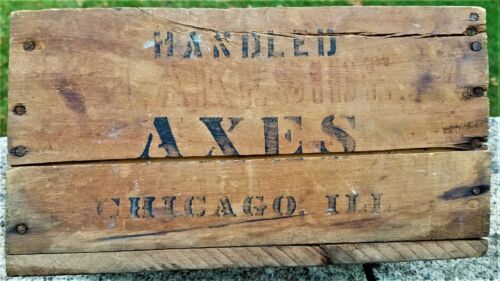 HANDLED
AXES
CHICAGO, ILL